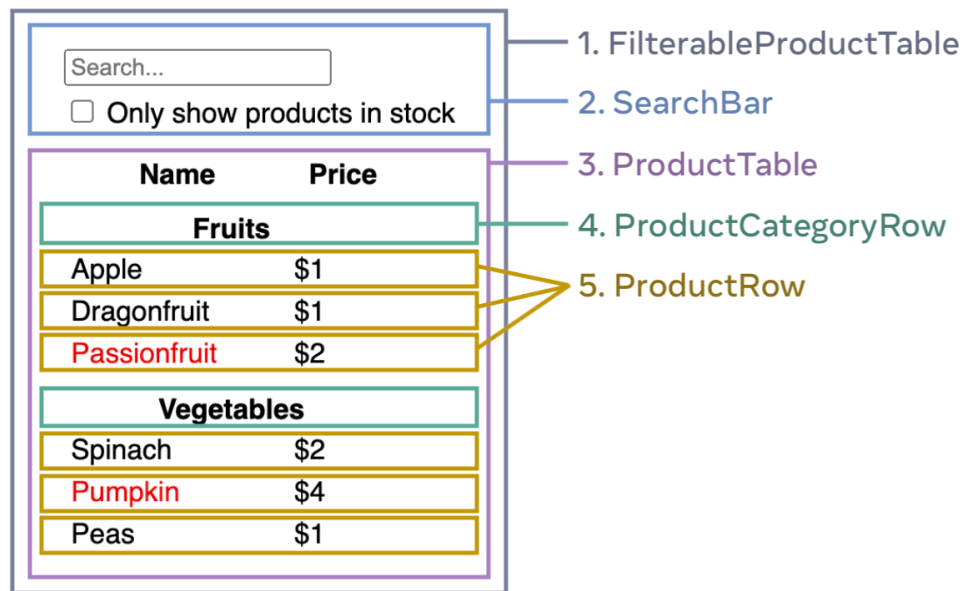 Search...
Only show products in stock
Name Price
Fruits
Apple $1
Dragonfruit $1
Passionfruit $2
Vegetables
Spinach $2
Pumpkin $4
Peas $1
1. FilterableProductTable
2. SearchBar
3. ProductTable
4. ProductCategoryRow
5. ProductRow